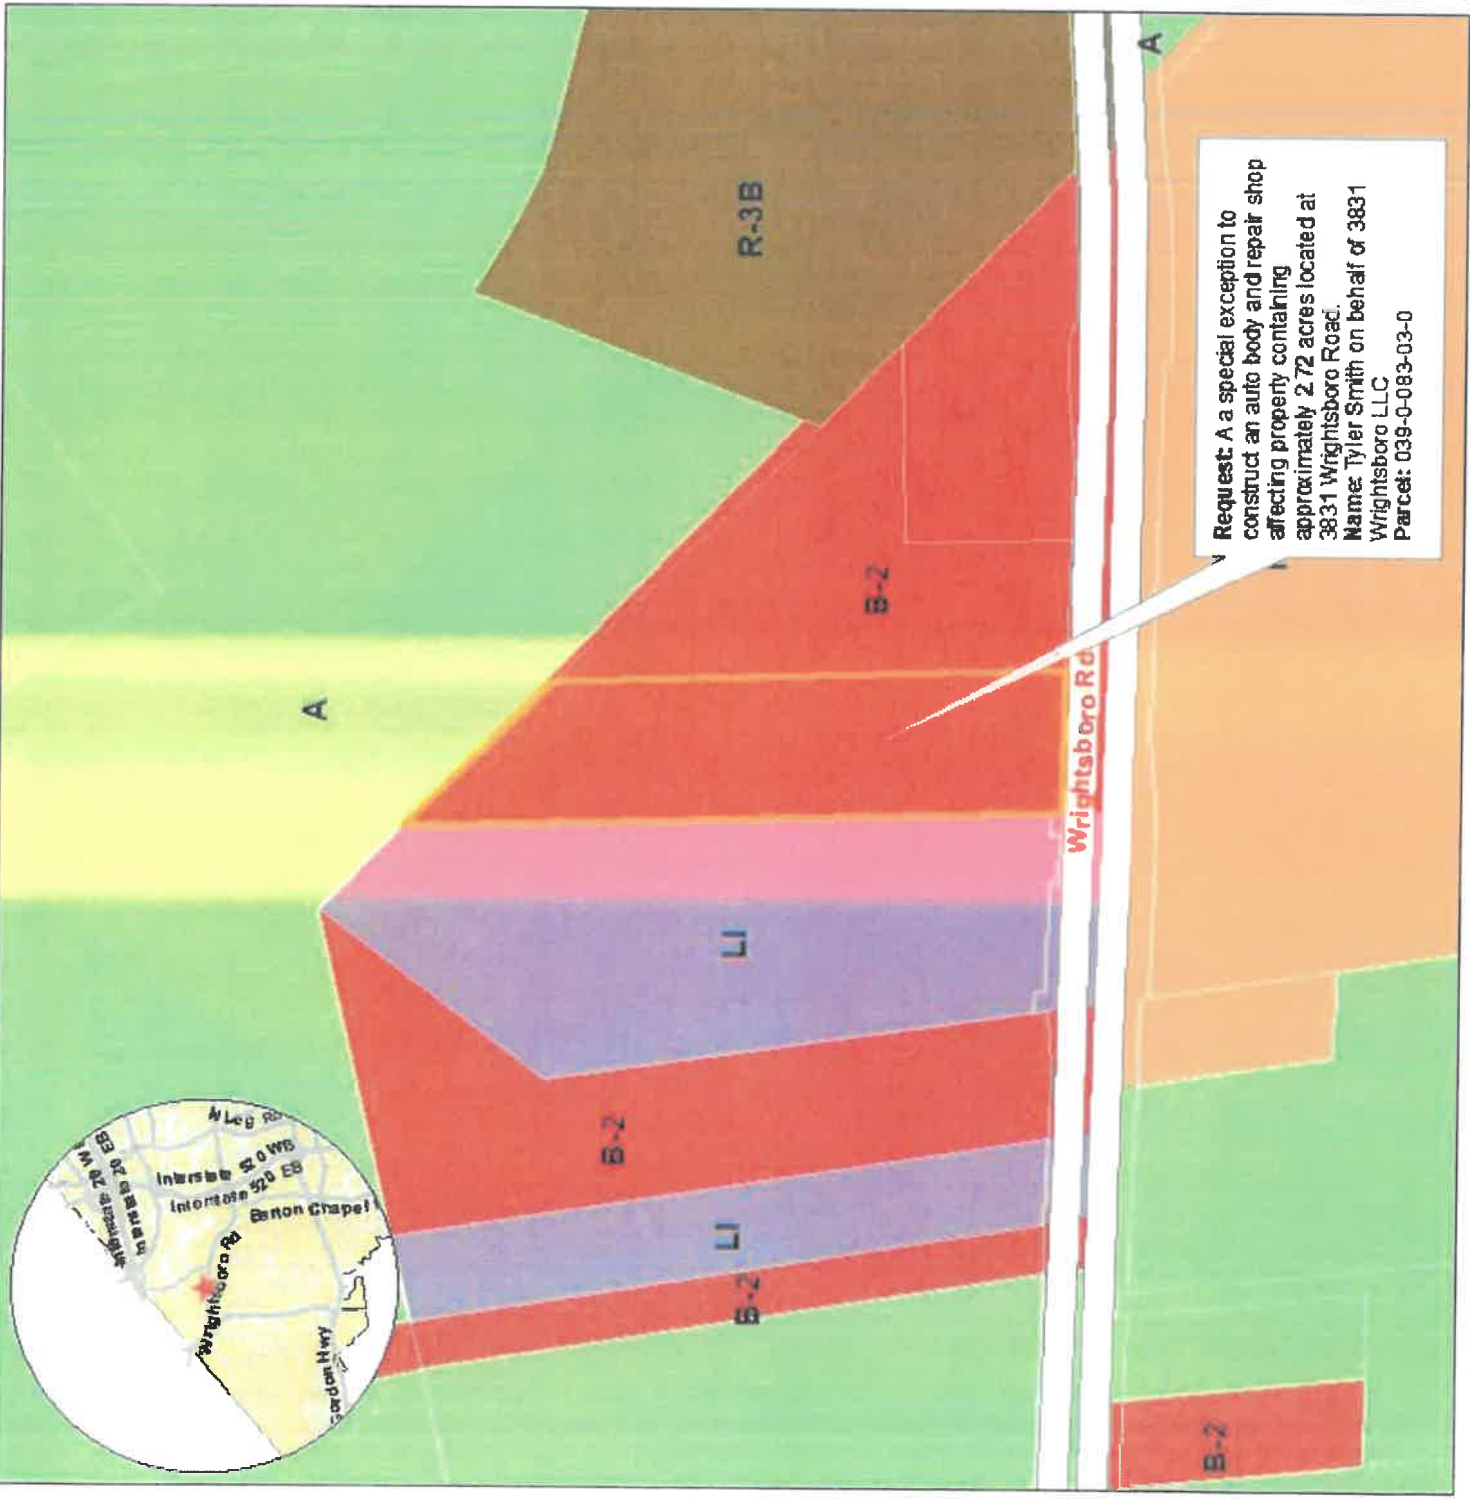 A
R-3B
A
B-2
LI
B-2
LI
B-2
B-2
Wrightsboro Rd
Request: A a special exception to
construct an auto body and repair shop
affecting property containing
approximately 2.72 acres located at
3831 Wrightsboro Road.
Name: Tyler Smith on behalf of 3831
Wrightsboro LLC
Parcel: 039-0-083-03-0
Interstate 20 EB
Interstate 520 WB
Interstate 520 EB
Barton Chapel
Wrightsboro Rd
Gordon Hwy